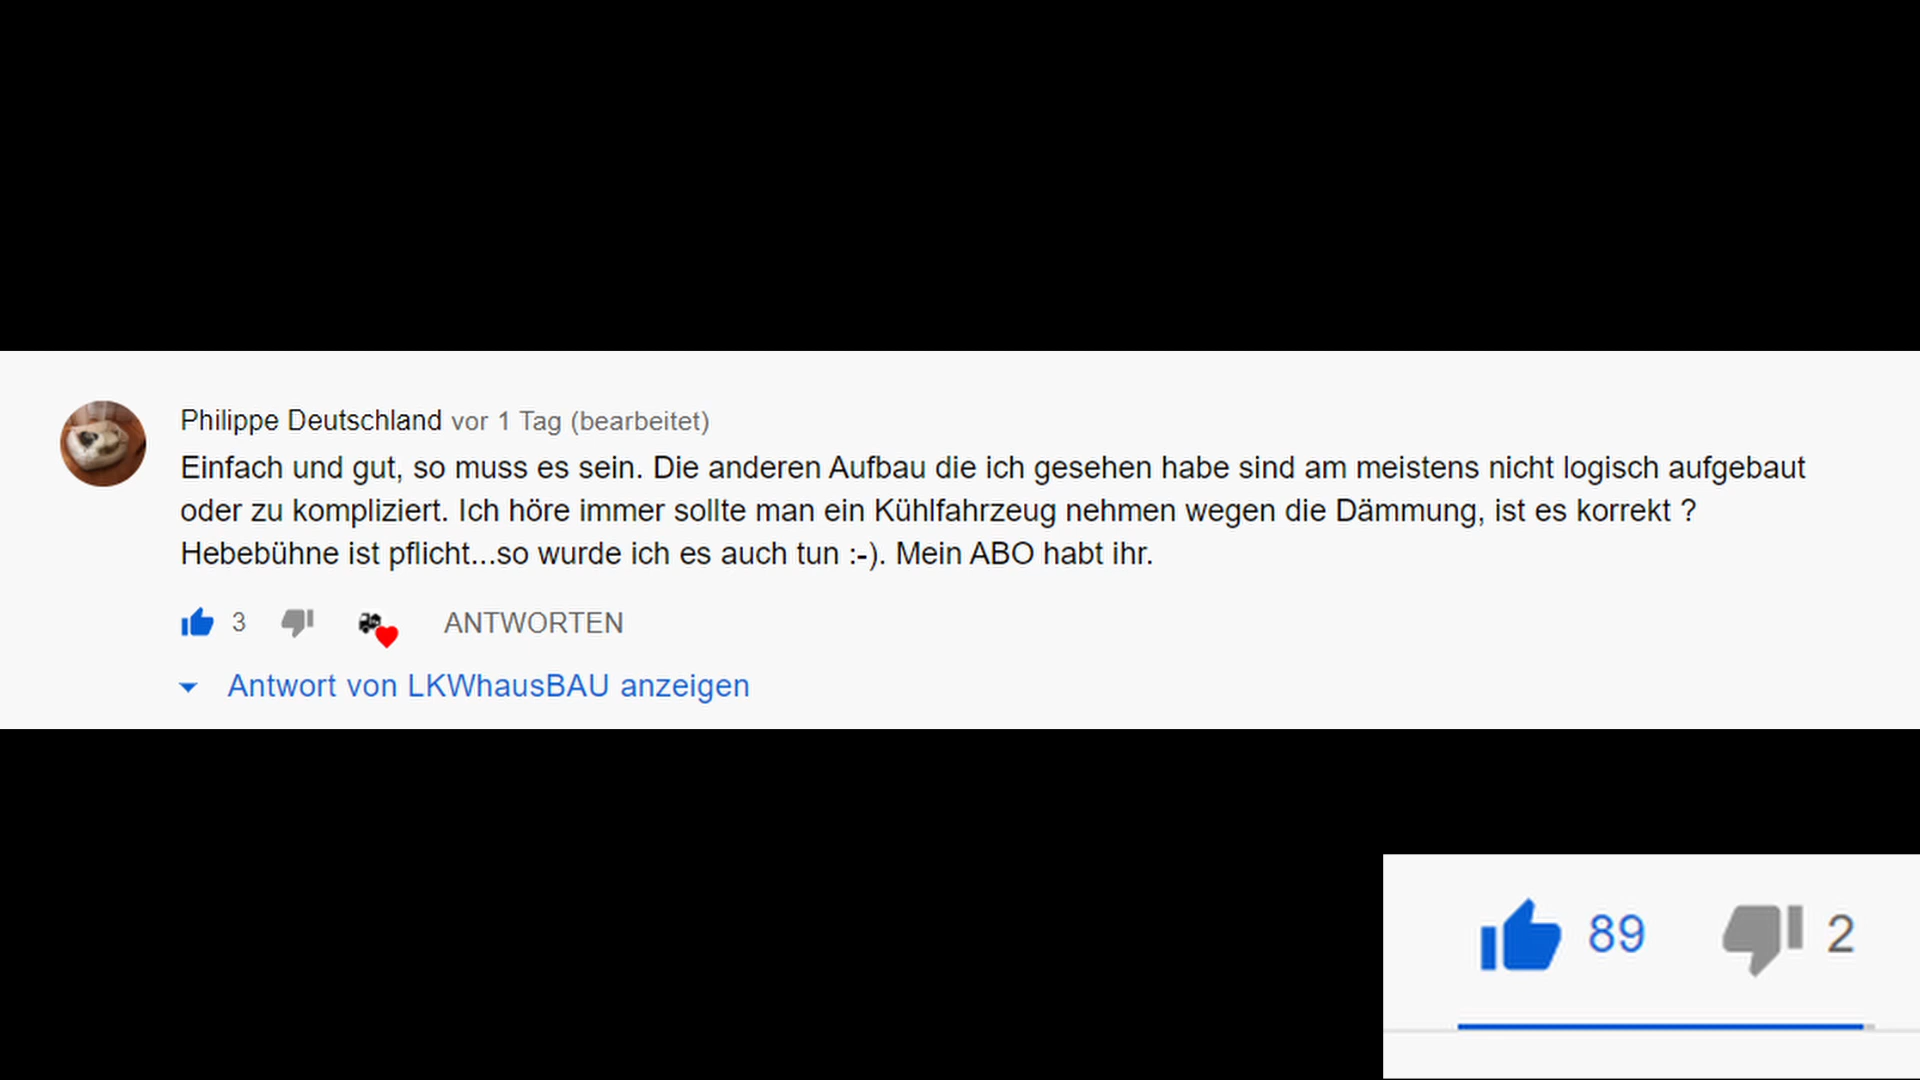 Philippe Deutschland vor 1 Tag (bearbeitet)
Einfach und gut, so muss es sein. Die anderen Aufbau die ich gesehen habe sind am meistens nicht logisch aufgebaut
oder zu kompliziert. Ich höre immer sollte man ein Kühlfahrzeug nehmen wegen die Dämmung, ist es korrekt ?
Hebebühne ist pflicht...so wurde ich es auch tun :-). Mein ABO habt ihr.
3 ANTWORTEN
Antwort von LKWhausBAU anzeigen
89 2